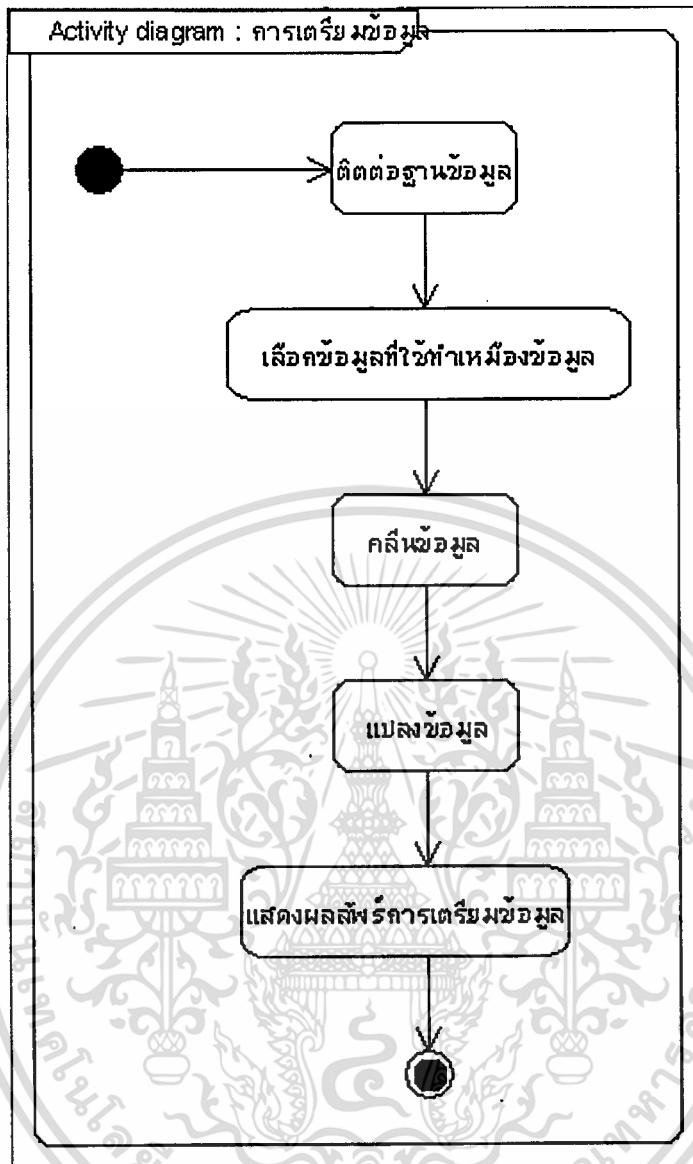 Activity diagram : การเตรียมข้อมูล
ติดต่อฐานข้อมูล
เลือกข้อมูลที่ใช้ทำเหมืองข้อมูล
คลีนข้อมูล
แปลงข้อมูล
แสดงผลลัพธ์การเตรียมข้อมูล